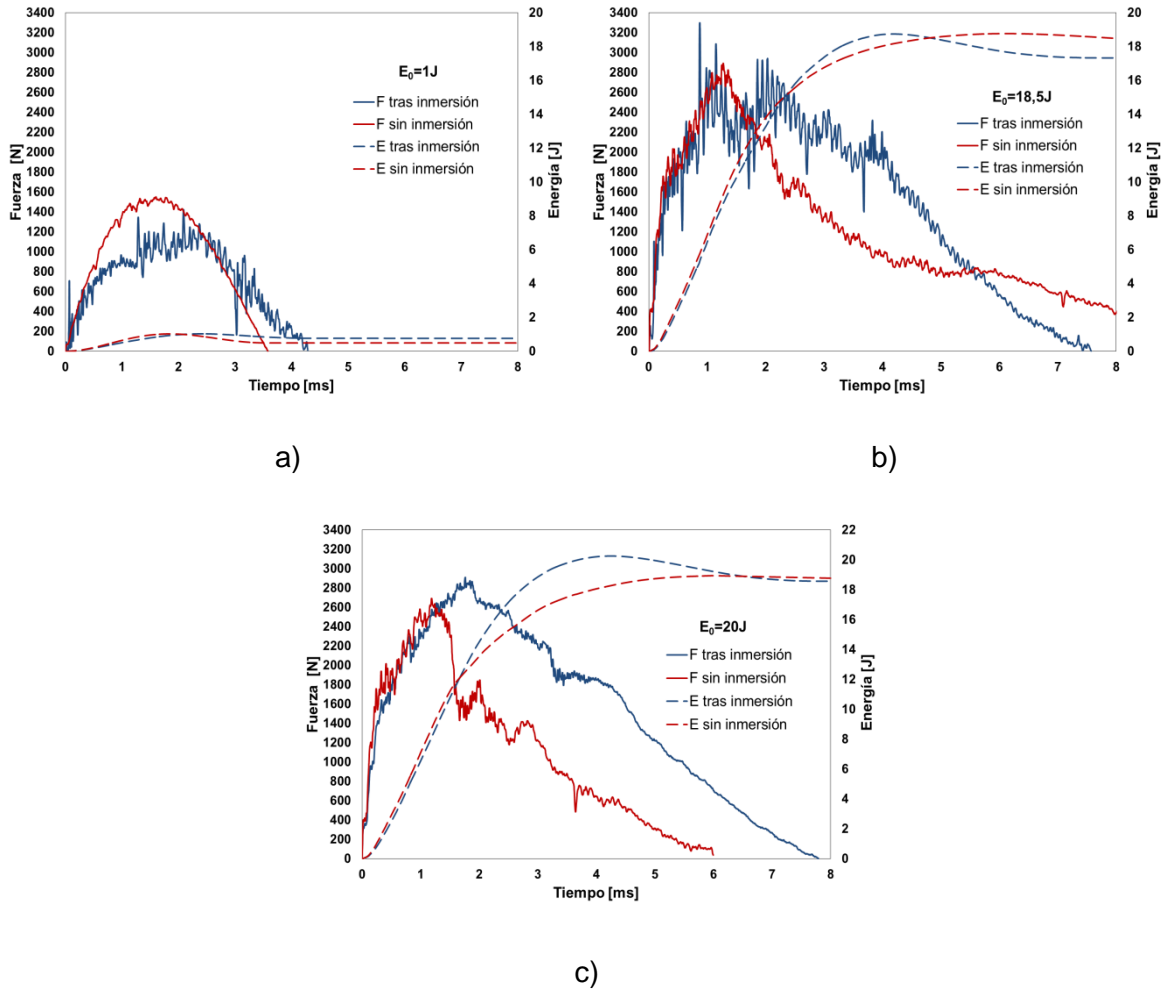 3400
3200
3000
2800
2600
2400
2200
2000
1800
1600
1400
1200
1000
800
600
400
200
0
Fuerza [N]
20
18
16
14
12
10
8
6
4
2
0
Energía [J]
E₀=1J
F tras inmersión
F sin inmersión
E tras inmersión
E sin inmersión
0 1 2 3 4 5 6 7 8
Tiempo [ms]
a)
3400
3200
3000
2800
2600
2400
2200
2000
1800
1600
1400
1200
1000
800
600
400
200
0
Fuerza [N]
20
18
16
14
12
10
8
6
4
2
0
Energía [J]
E₀=18,5J
F tras inmersión
F sin inmersión
E tras inmersión
E sin inmersión
0 1 2 3 4 5 6 7 8
Tiempo [ms]
b)
3400
3200
3000
2800
2600
2400
2200
2000
1800
1600
1400
1200
1000
800
600
400
200
0
Fuerza [N]
22
20
18
16
14
12
10
8
6
4
2
0
Energía [J]
E₀=20J
F tras inmersión
F sin inmersión
E tras inmersión
E sin inmersión
0 1 2 3 4 5 6 7 8
Tiempo [ms]
c)